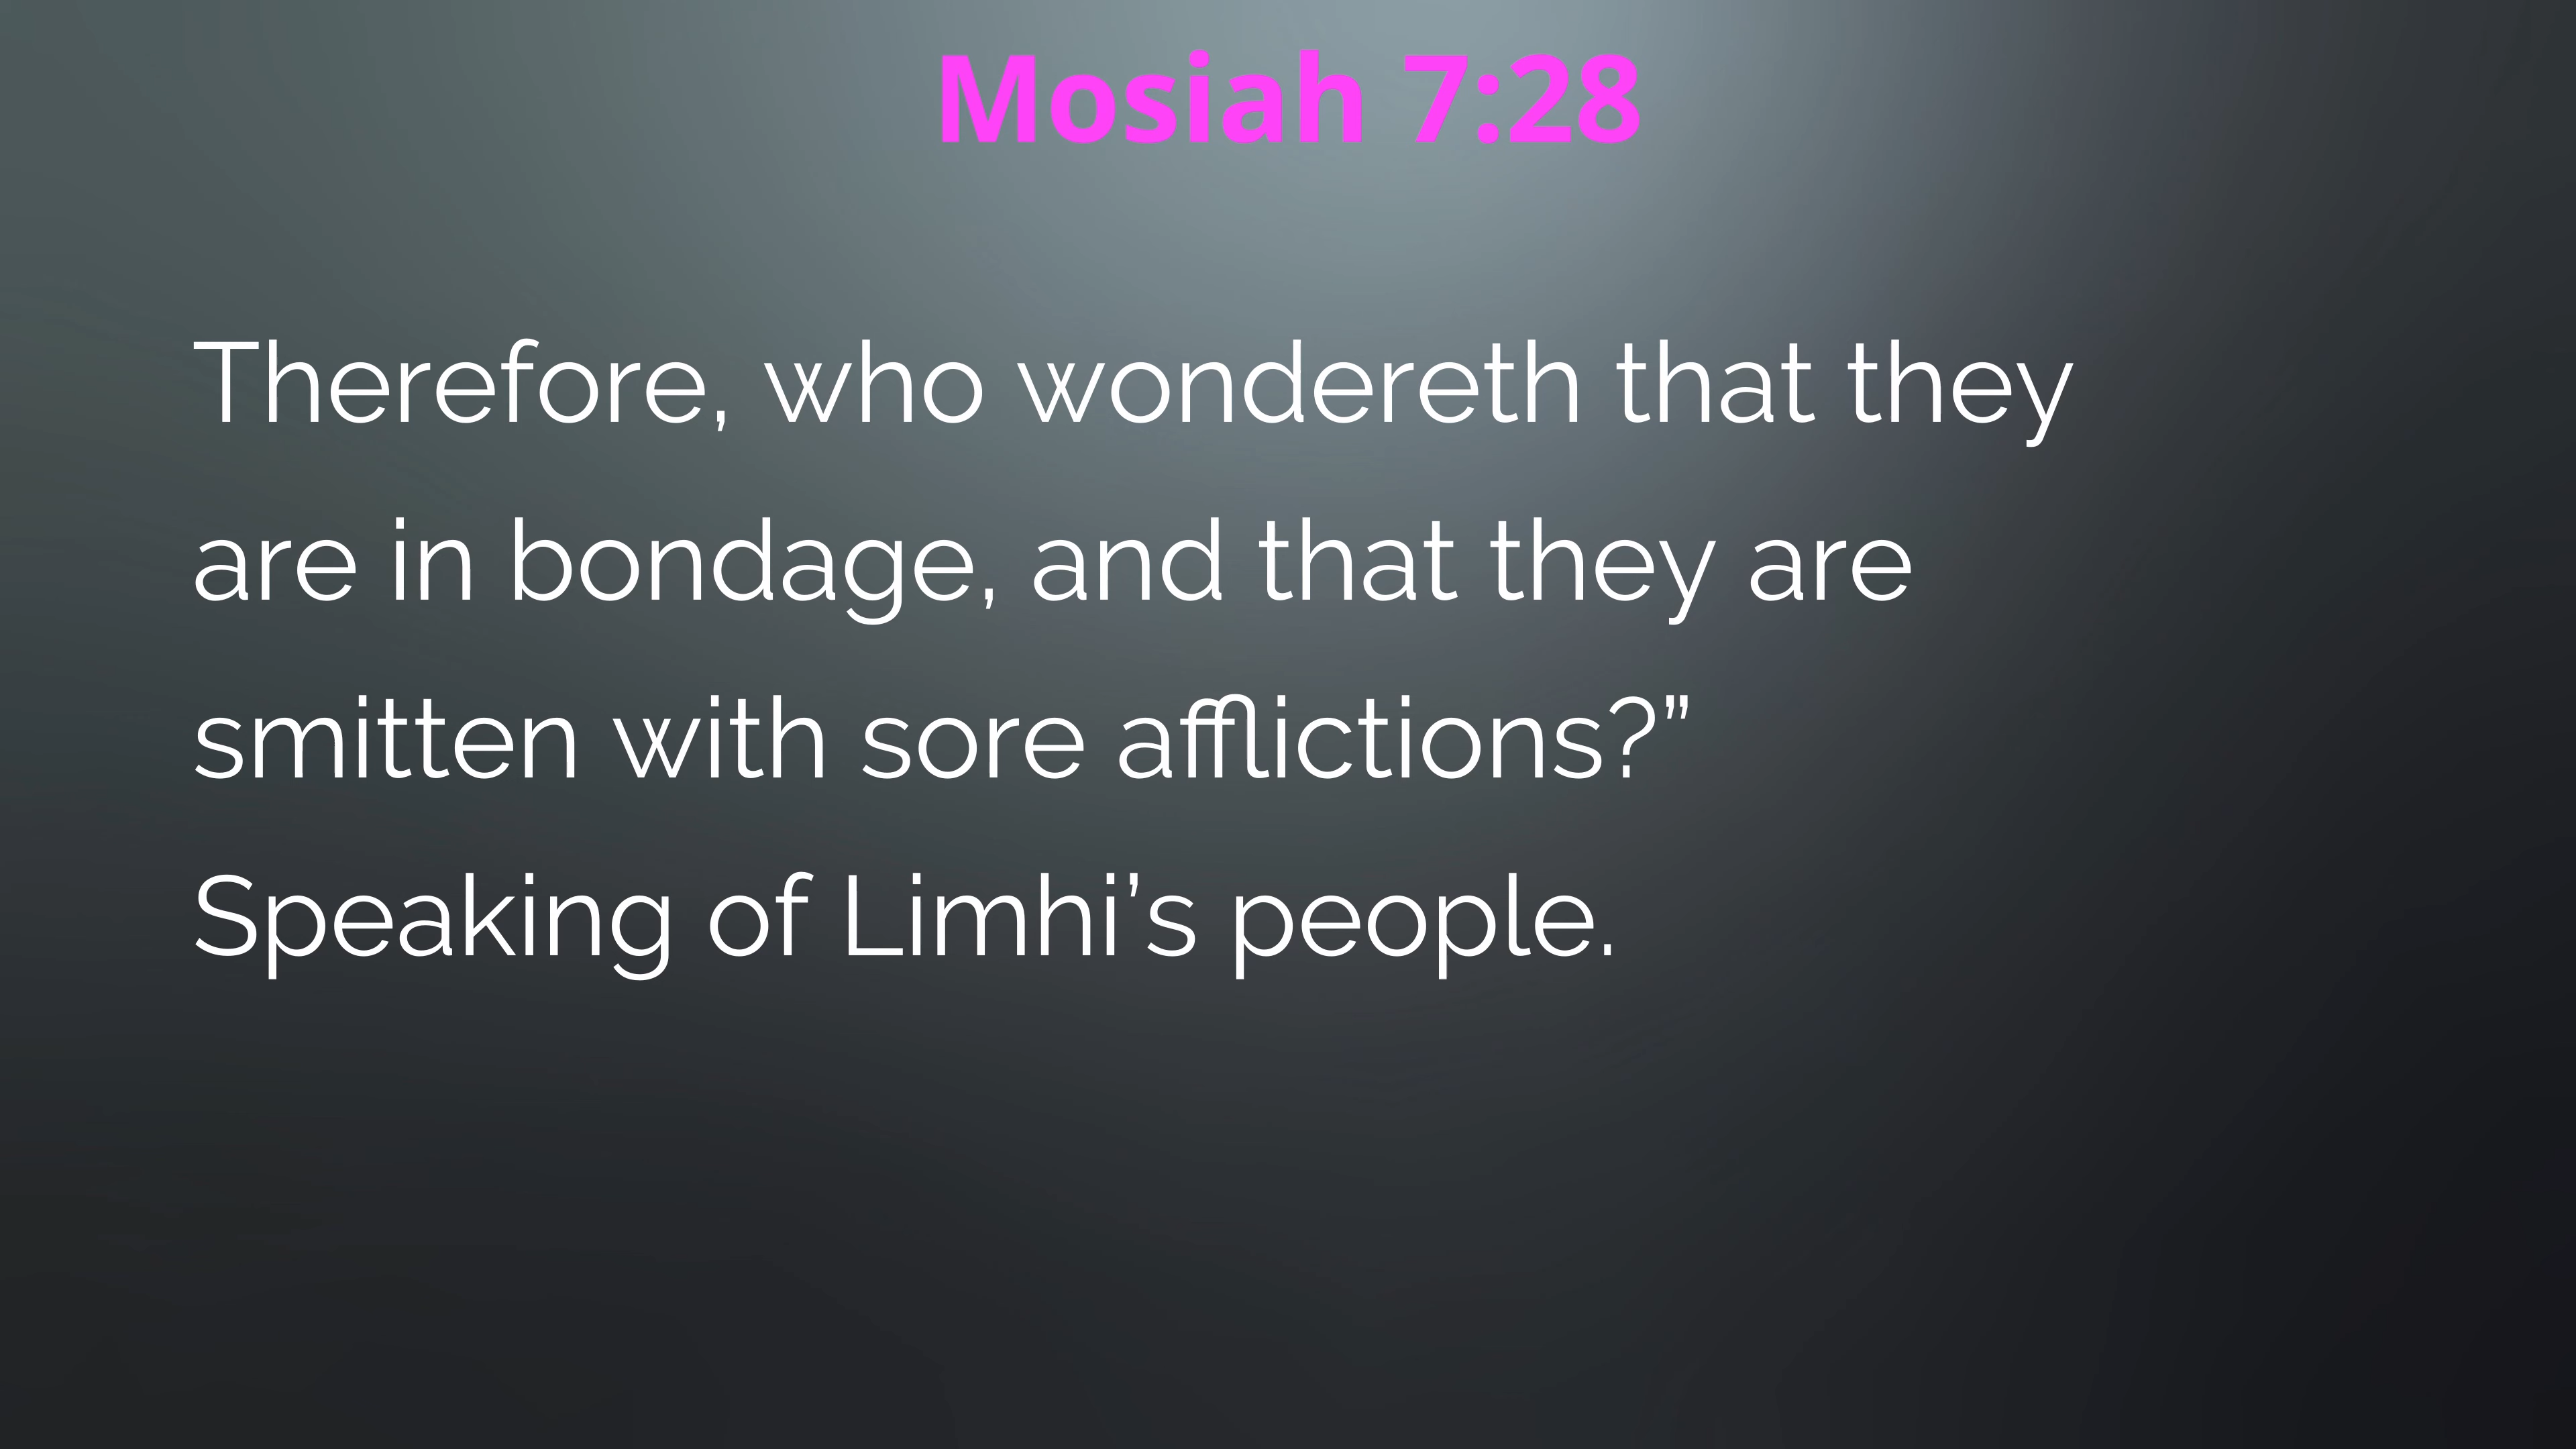 Mosiah 7:28
Therefore, who wondereth that they
are in bondage, and that they are
smitten with sore afflictions?”
Speaking of Limhi’s people.